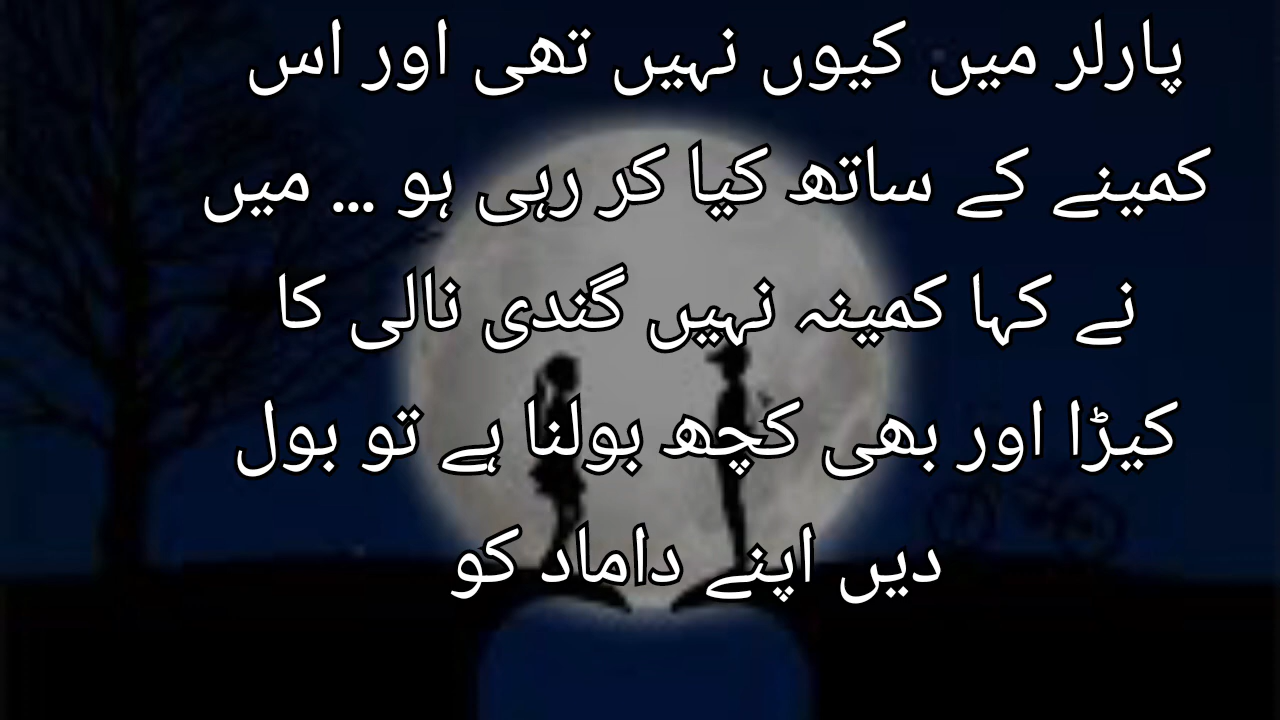 پارلر میں کیوں نہیں تھی اور اس
کمینے کے ساتھ کیا کر رہی ہو ... میں
نے کہا کمینہ نہیں گندی نالی کا
کیڑا اور بھی کچھ بولنا ہے تو بول
دیں اپنے داماد کو